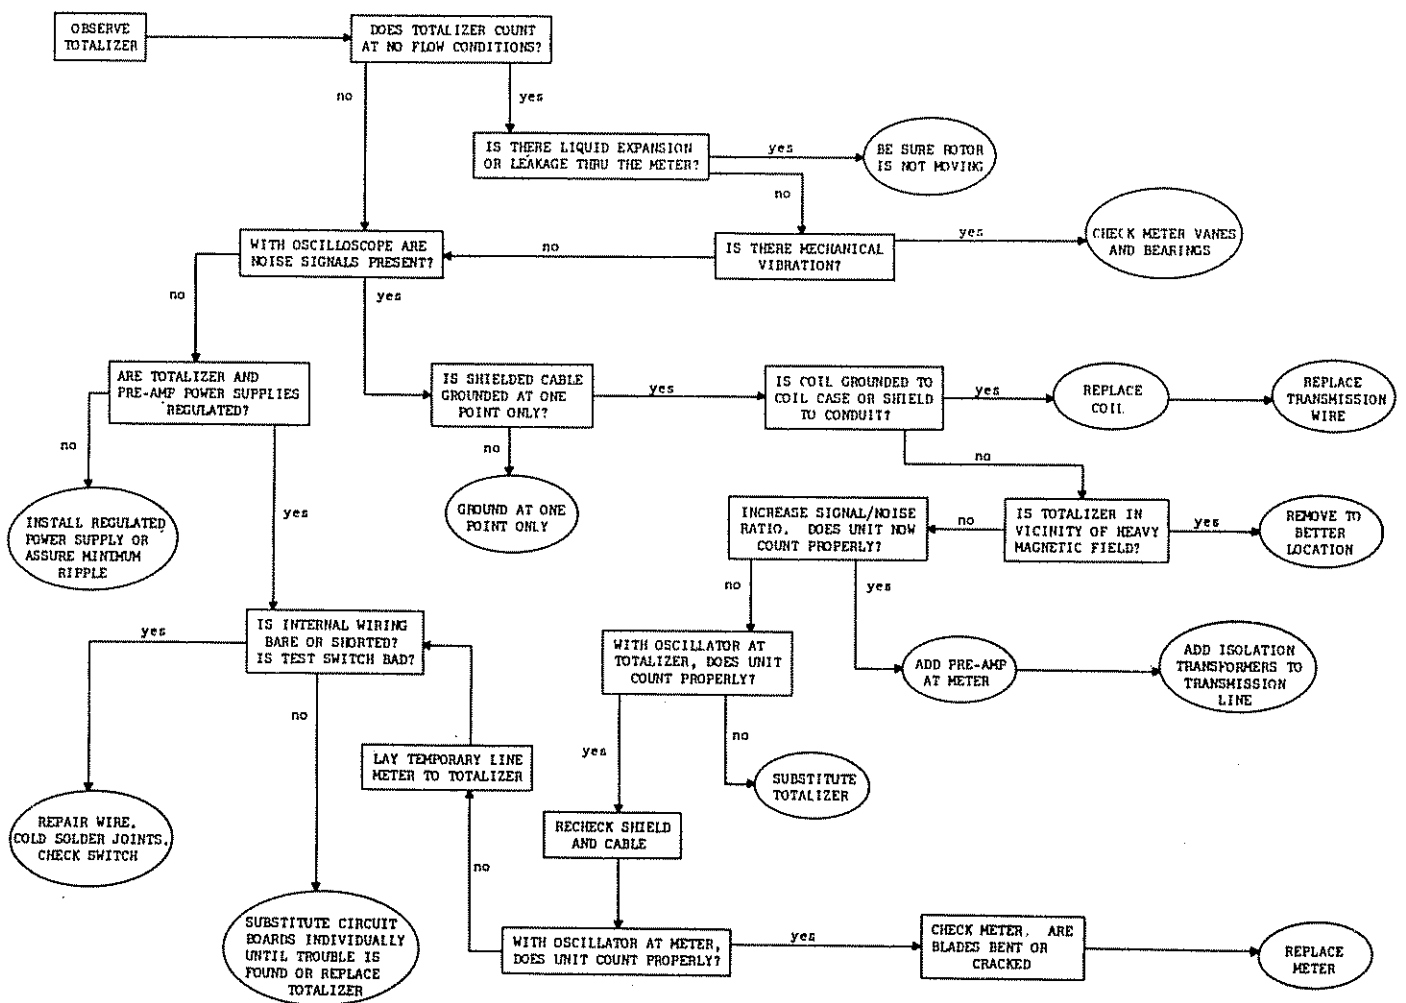 OBSERVE
TOTALIZER
DOES TOTALIZER COUNT
AT NO FLOW CONDITIONS?
no
yes
IS THERE LIQUID EXPANSION
OR LEAKAGE THRU THE METER?
yes
BE SURE ROTOR
IS NOT MOVING
no
WITH OSCILLOSCOPE ARE
NOISE SIGNALS PRESENT?
no
IS THERE MECHANICAL
VIBRATION?
yes
CHECK METER VANES
AND BEARINGS
no
yes
ARE TOTALIZER AND
PRE-AMP POWER SUPPLIES
REGULATED?
IS SHIELDED CABLE
GROUNDED AT ONE
POINT ONLY?
yes
IS COIL GROUNDED TO
COIL CASE OR SHIELD
TO CONDUIT?
yes
REPLACE
COIL
REPLACE
TRANSMISSION
WIRE
no
no
no
INSTALL REGULATED
POWER SUPPLY OR
ASSURE MINIMUM
RIPPLE
yes
GROUND AT ONE
POINT ONLY
INCREASE SIGNAL/NOISE
RATIO. DOES UNIT NOW
COUNT PROPERLY?
no
IS TOTALIZER IN
VICINITY OF HEAVY
MAGNETIC FIELD?
yes
REMOVE TO
BETTER
LOCATION
no
yes
yes
IS INTERNAL WIRING
BARE OR SHORTED?
IS TEST SWITCH BAD?
WITH OSCILLATOR AT
TOTALIZER, DOES UNIT
COUNT PROPERLY?
ADD PRE-AMP
AT METER
ADD ISOLATION
TRANSFORMERS TO
TRANSMISSION
LINE
no
yes
no
LAY TEMPORARY LINE
METER TO TOTALIZER
SUBSTITUTE
TOTALIZER
REPAIR WIRE,
COLD SOLDER JOINTS,
CHECK SWITCH
RECHECK SHIELD
AND CABLE
no
SUBSTITUTE CIRCUIT
BOARDS INDIVIDUALLY
UNTIL TROUBLE IS
FOUND OR REPLACE
TOTALIZER
WITH OSCILLATOR AT METER,
DOES UNIT COUNT PROPERLY?
yes
CHECK METER. ARE
BLADES BENT OR
CRACKED
REPLACE
METER